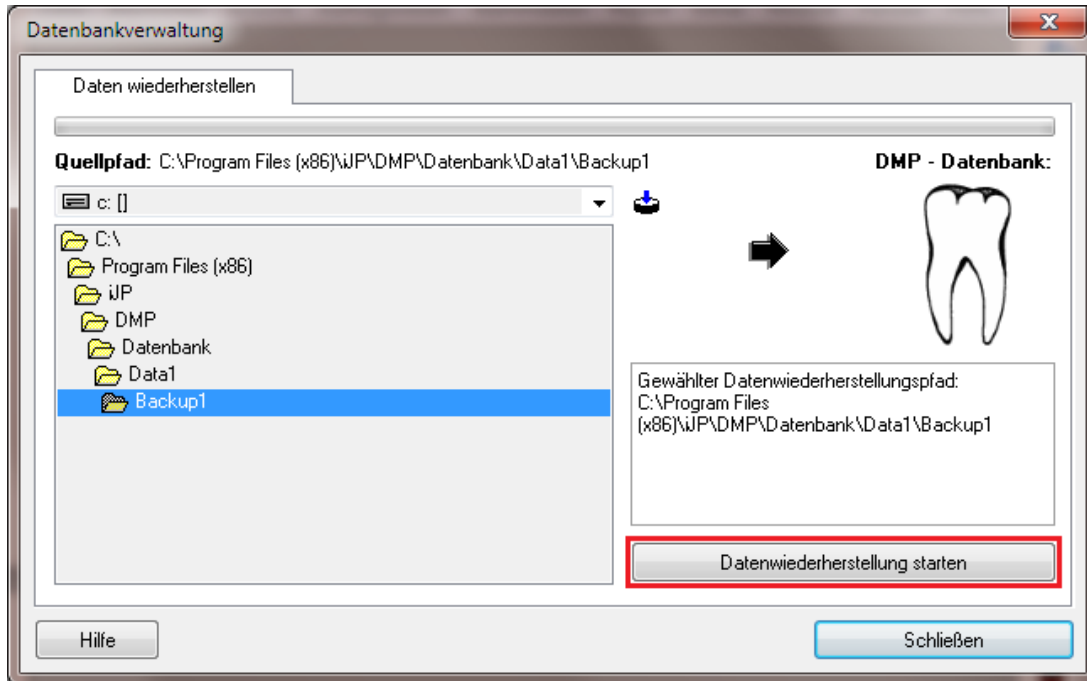 Datenbankverwaltung
Daten wiederherstellen
Quellpfad: C:\Program Files (x86)\iJP\DMP\Datenbank\Data1\Backup1
DMP - Datenbank:
c: []
C:\
Program Files (x86)
iJP
DMP
Datenbank
Data1
Backup1
Gewählter Datenwiederherstellungspfad:
C:\Program Files
(x86)\iJP\DMP\Datenbank\Data1\Backup1
Datenwiederherstellung starten
Hilfe
Schließen